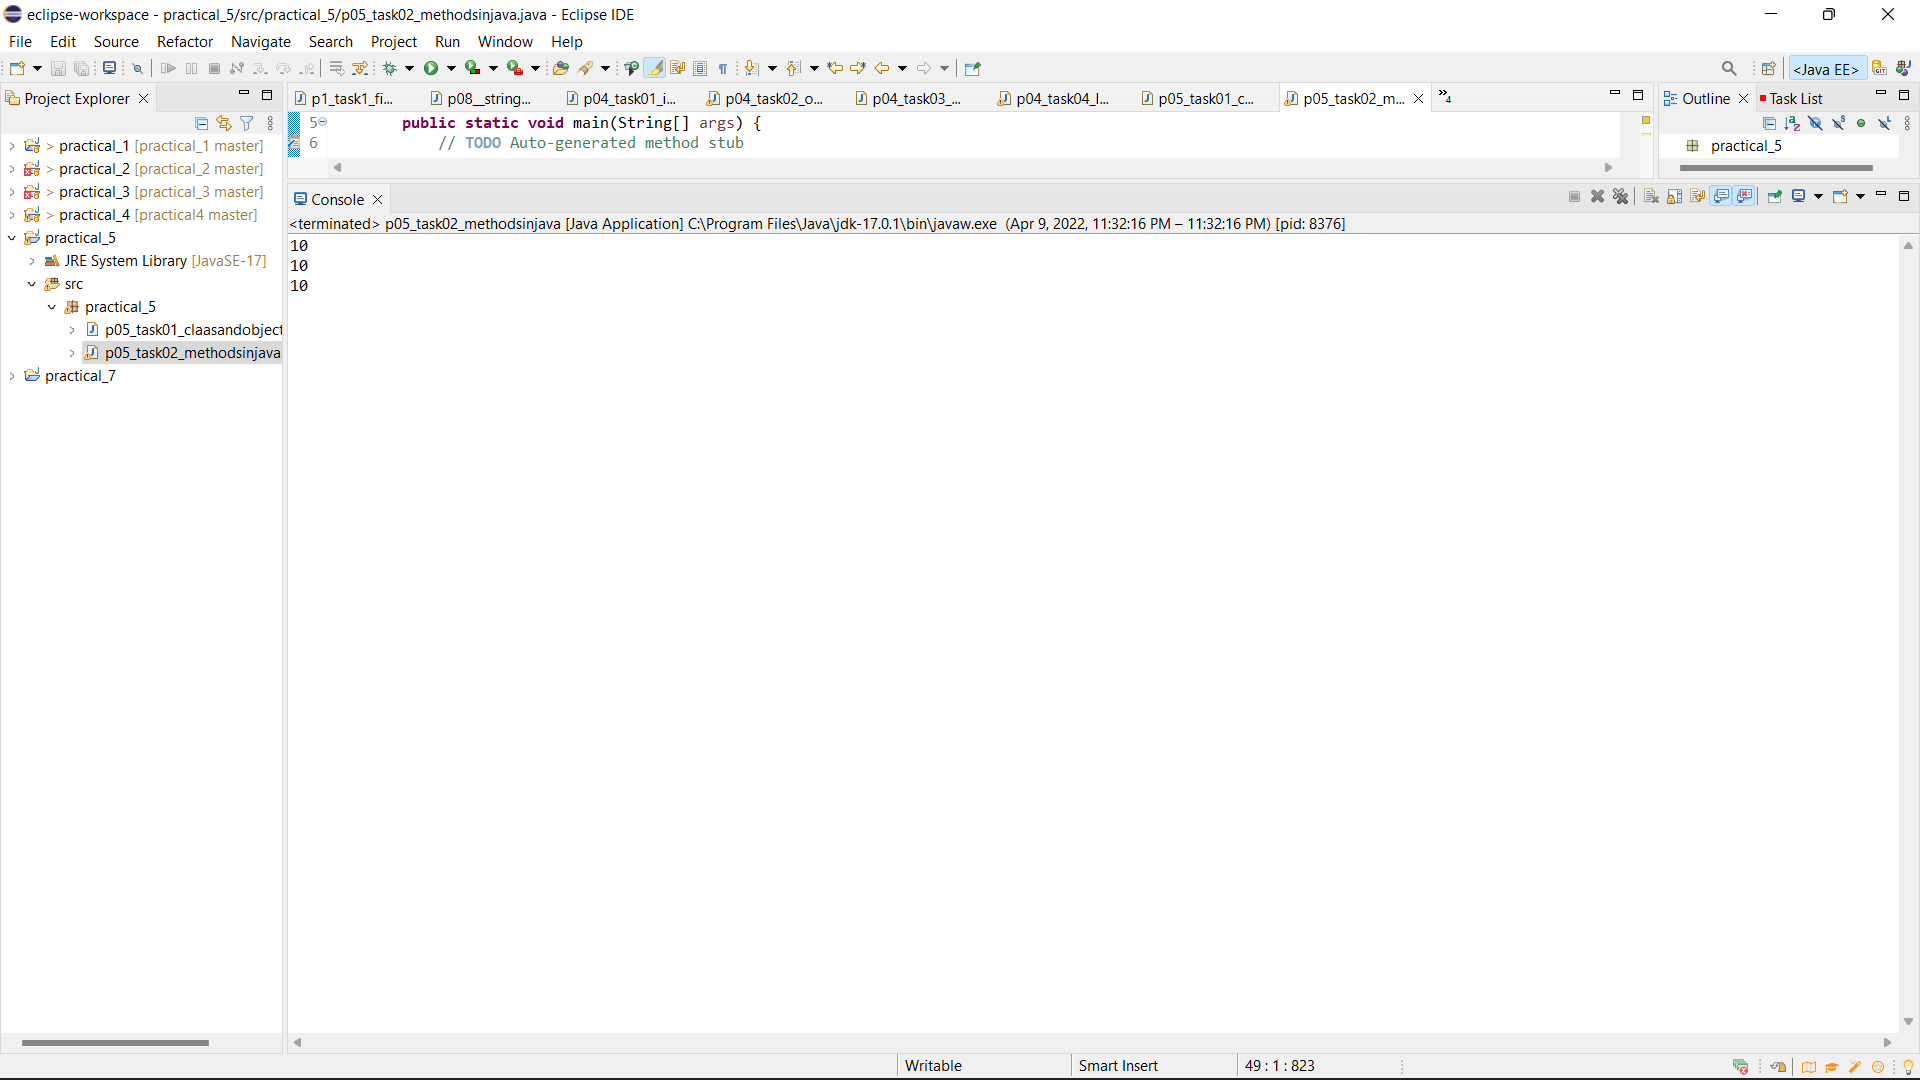 eclipse-workspace - practical_5/src/practical_5/p05_task02_methodsinjava.java - Eclipse IDE
File Edit Source Refactor Navigate Search Project Run Window Help
<Java EE>
Project Explorer
p1_task1_fi... p08__string... p04_task01_i... p04_task02_o... p04_task03_... p04_task04_l... p05_task01_c... p05_task02_m... »4
Outline Task List
5 public static void main(String[] args) {
6 // TODO Auto-generated method stub
practical_5
> practical_1 [practical_1 master]
> practical_2 [practical_2 master]
> practical_3 [practical_3 master]
> practical_4 [practical4 master]
practical_5
JRE System Library [JavaSE-17]
src
practical_5
p05_task01_claasandobject
p05_task02_methodsinjava
practical_7
Console
<terminated> p05_task02_methodsinjava [Java Application] C:\Program Files\Java\jdk-17.0.1\bin\javaw.exe (Apr 9, 2022, 11:32:16 PM – 11:32:16 PM) [pid: 8376]
10
10
10
Writable Smart Insert 49 : 1 : 823